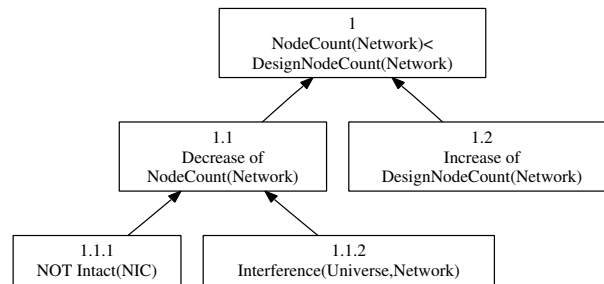 1
NodeCount(Network)<
DesignNodeCount(Network)
1.1
Decrease of
NodeCount(Network)
1.2
Increase of
DesignNodeCount(Network)
1.1.1
NOT Intact(NIC)
1.1.2
Interference(Universe,Network)